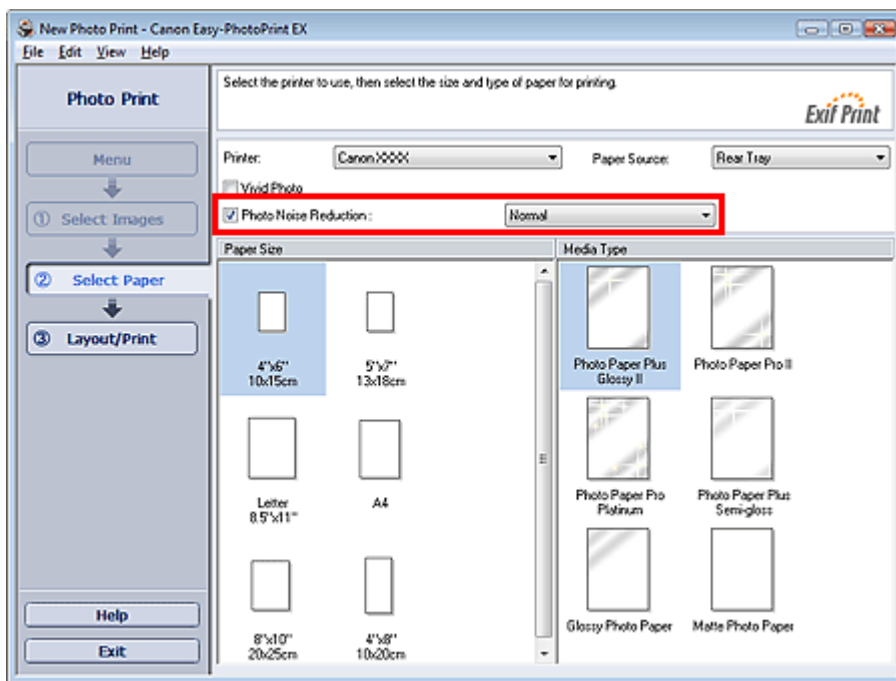 New Photo Print - Canon Easy-PhotoPrint EX
File Edit View Help
Photo Print
Select the printer to use, then select the size and type of paper for printing.
Exif Print
Menu
① Select Images
② Select Paper
③ Layout/Print
Help
Exit
Printer: Canon XXXX Paper Source: Rear Tray
Vivid Photo
Photo Noise Reduction : Normal
Paper Size
4"x6"
10x15cm
5"x7"
13x18cm
Letter
8.5"x11"
A4
8"x10"
20x25cm
4"x8"
10x20cm
Media Type
Photo Paper Plus
Glossy II
Photo Paper Pro II
Photo Paper Pro
Platinum
Photo Paper Plus
Semi-gloss
Glossy Photo Paper
Matte Photo Paper